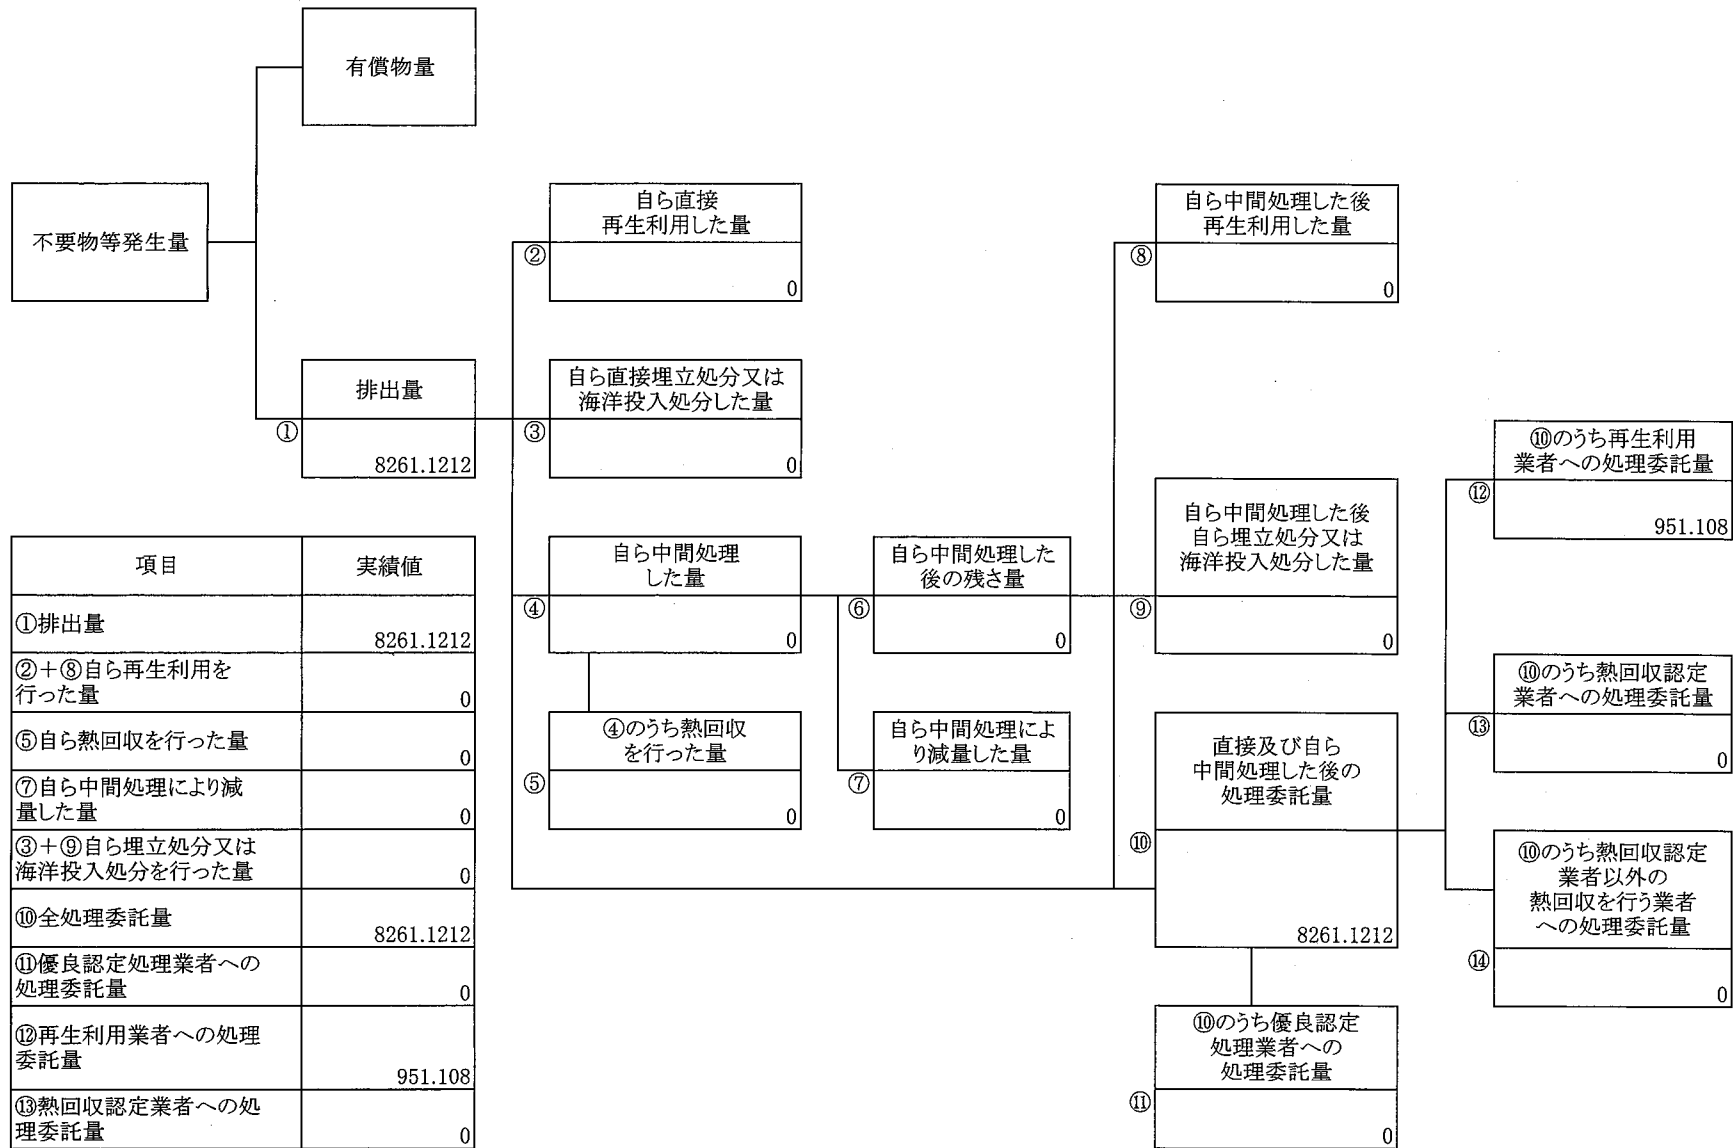 有償物量
不要物等発生量
自ら直接
再生利用した量
②
0
自ら中間処理した後
再生利用した量
⑧
0
排出量
①
8261.1212
自ら直接埋立処分又は
海洋投入処分した量
③
0
⑩のうち再生利用
業者への処理委託量
⑫
951.108
自ら中間処理
した量
④
0
自ら中間処理した
後の残さ量
⑥
0
自ら中間処理した後
自ら埋立処分又は
海洋投入処分した量
⑨
0
⑩のうち熱回収認定
業者への処理委託量
⑬
0
④のうち熱回収
を行った量
⑤
0
自ら中間処理によ
り減量した量
⑦
0
直接及び自ら
中間処理した後の
処理委託量
⑩
8261.1212
⑩のうち熱回収認定
業者以外の
熱回収を行う業者
への処理委託量
⑭
0
⑩のうち優良認定
処理業者への
処理委託量
⑪
0
項目 実績値
①排出量
8261.1212
②+⑧自ら再生利用を
行った量
0
⑤自ら熱回収を行った量
0
⑦自ら中間処理により減
量した量
0
③+⑨自ら埋立処分又は
海洋投入処分を行った量
0
⑩全処理委託量
8261.1212
⑪優良認定処理業者への
処理委託量
0
⑫再生利用業者への処理
委託量
951.108
⑬熱回収認定業者への処
理委託量
0